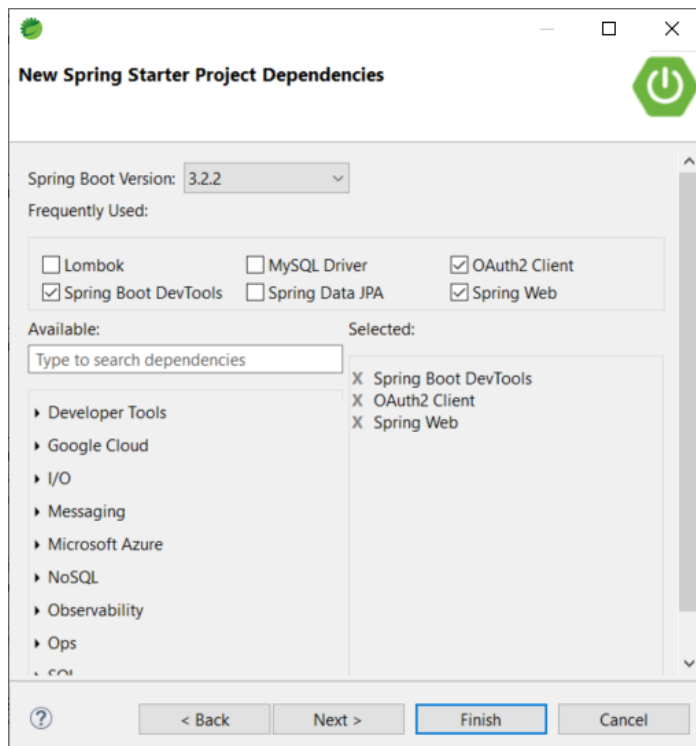 New Spring Starter Project Dependencies
Spring Boot Version: 3.2.2
Frequently Used:
Lombok MySQL Driver OAuth2 Client
Spring Boot DevTools Spring Data JPA Spring Web
Available: Selected:
Type to search dependencies
X Spring Boot DevTools
X OAuth2 Client
X Spring Web
Developer Tools
Google Cloud
I/O
Messaging
Microsoft Azure
NoSQL
Observability
Ops
SQL
? < Back Next > Finish Cancel